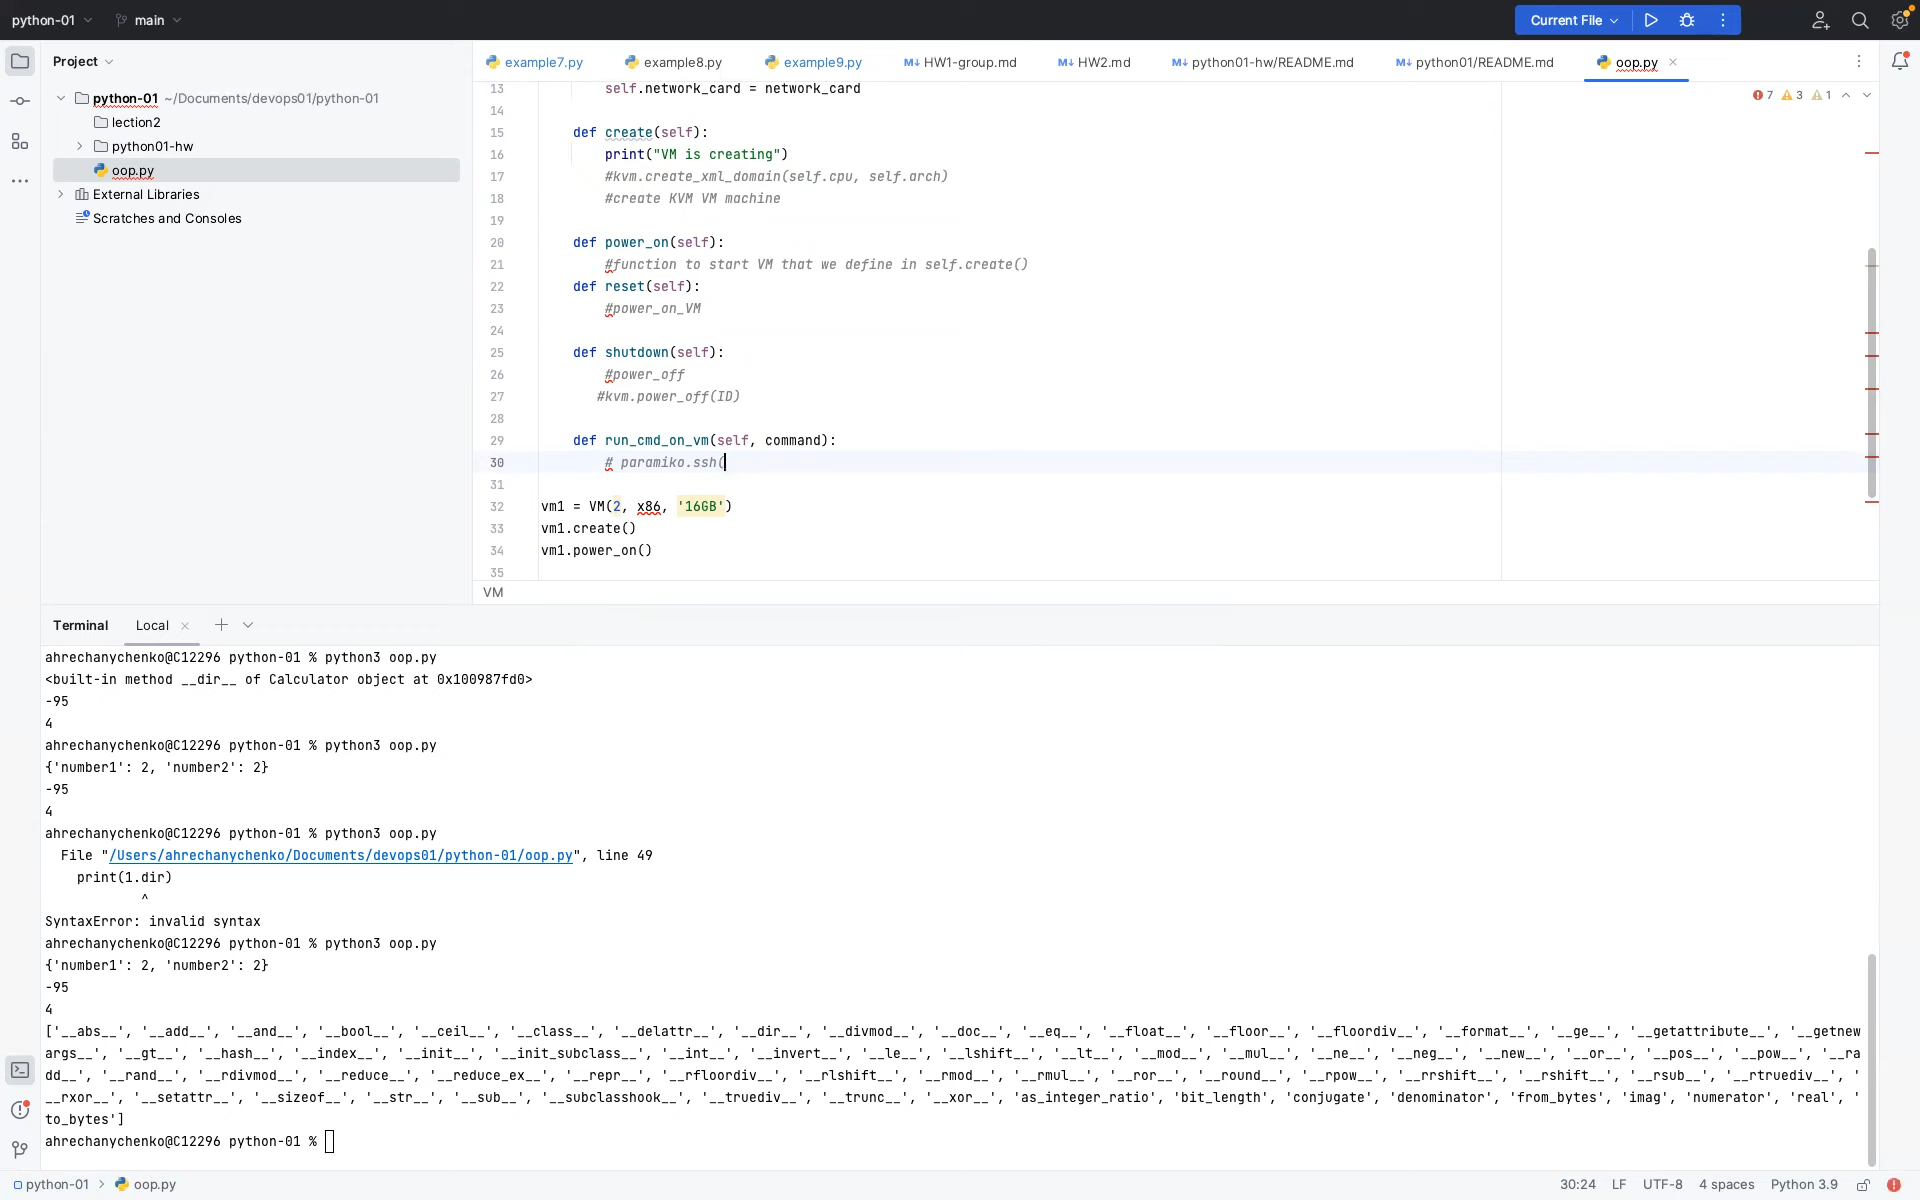 python-01 main Current File
Project
python-01 ~/Documents/devops01/python-01
lection2
python01-hw
oop.py
External Libraries
Scratches and Consoles
example7.py example8.py example9.py M↓ HW1-group.md M↓ HW2.md M↓ python01-hw/README.md M↓ python01/README.md oop.py
7 3 1
13 self.network_card = network_card
14
15 def create(self):
16 print("VM is creating")
17 #kvm.create_xml_domain(self.cpu, self.arch)
18 #create KVM VM machine
19
20 def power_on(self):
21 #function to start VM that we define in self.create()
22 def reset(self):
23 #power_on_VM
24
25 def shutdown(self):
26 #power_off
27 #kvm.power_off(ID)
28
29 def run_cmd_on_vm(self, command):
30 # paramiko.ssh(
31
32 vm1 = VM(2, x86, '16GB')
33 vm1.create()
34 vm1.power_on()
35
VM
Terminal Local
ahrechanychenko@C12296 python-01 % python3 oop.py
<built-in method __dir__ of Calculator object at 0x100987fd0>
-95
4
ahrechanychenko@C12296 python-01 % python3 oop.py
{'number1': 2, 'number2': 2}
-95
4
ahrechanychenko@C12296 python-01 % python3 oop.py
File "/Users/ahrechanychenko/Documents/devops01/python-01/oop.py", line 49
print(1.dir)
^
SyntaxError: invalid syntax
ahrechanychenko@C12296 python-01 % python3 oop.py
{'number1': 2, 'number2': 2}
-95
4
['__abs__', '__add__', '__and__', '__bool__', '__ceil__', '__class__', '__delattr__', '__dir__', '__divmod__', '__doc__', '__eq__', '__float__', '__floor__', '__floordiv__', '__format__', '__ge__', '__getattribute__', '__getnew
args__', '__gt__', '__hash__', '__index__', '__init__', '__init_subclass__', '__int__', '__invert__', '__le__', '__lshift__', '__lt__', '__mod__', '__mul__', '__ne__', '__neg__', '__new__', '__or__', '__pos__', '__pow__', '__ra
dd__', '__rand__', '__rdivmod__', '__reduce__', '__reduce_ex__', '__repr__', '__rfloordiv__', '__rlshift__', '__rmod__', '__rmul__', '__ror__', '__round__', '__rpow__', '__rrshift__', '__rshift__', '__rsub__', '__rtruediv__', '
__rxor__', '__setattr__', '__sizeof__', '__str__', '__sub__', '__subclasshook__', '__truediv__', '__trunc__', '__xor__', 'as_integer_ratio', 'bit_length', 'conjugate', 'denominator', 'from_bytes', 'imag', 'numerator', 'real', '
to_bytes']
ahrechanychenko@C12296 python-01 %
python-01 > oop.py 30:24 LF UTF-8 4 spaces Python 3.9